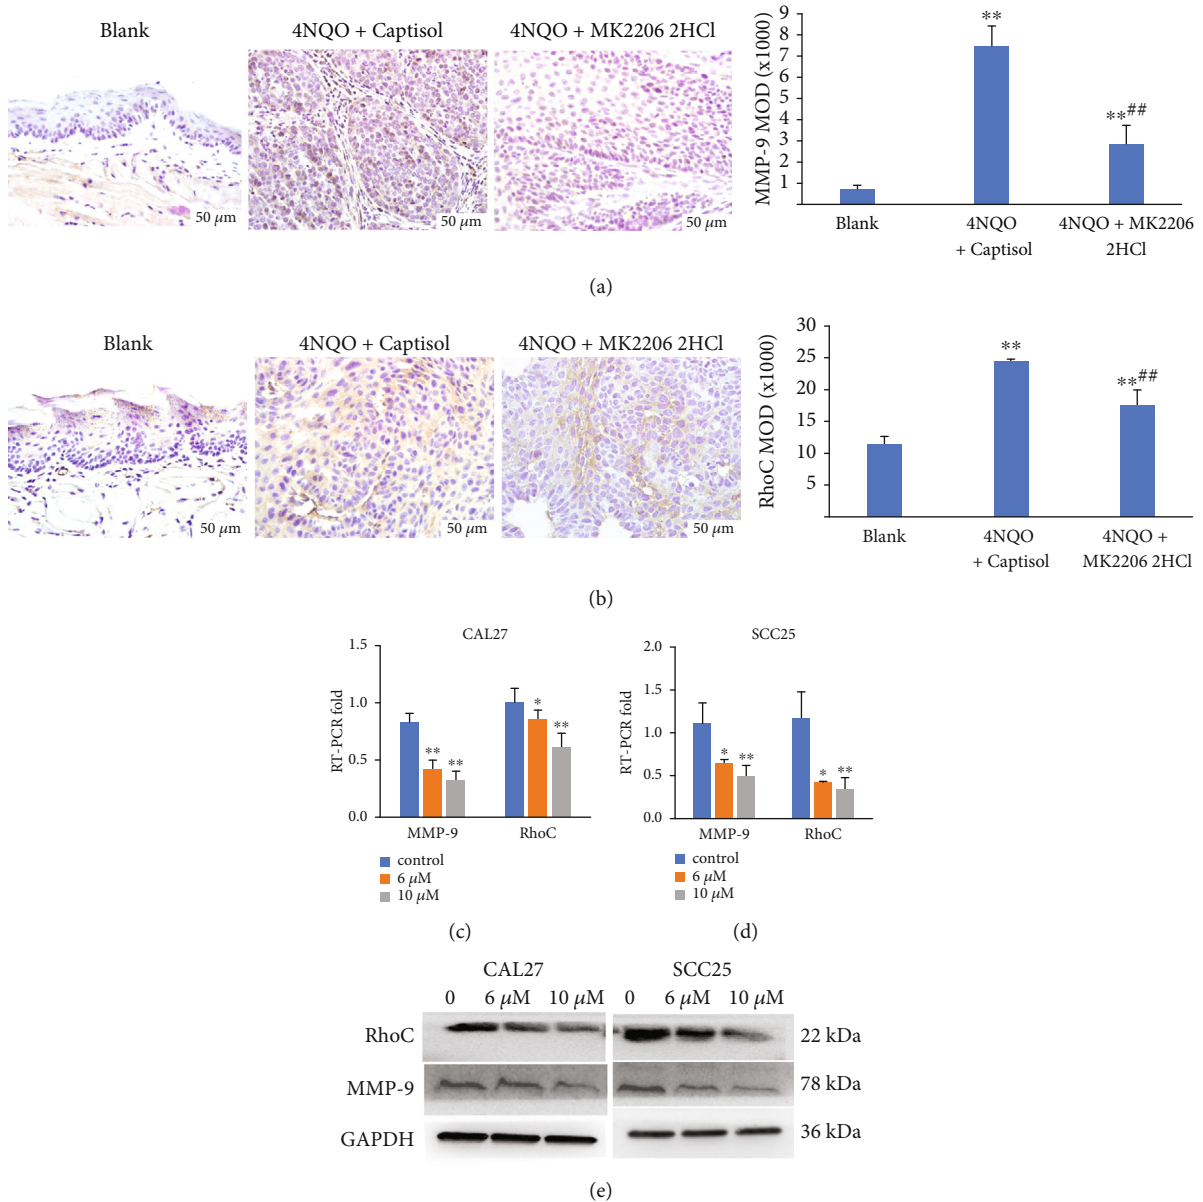 Blank 4NQO + Captisol 4NQO + MK2206 2HCl
50 μm 50 μm 50 μm
MMP-9 MOD (x1000)
9
8
7
6
5
4
3
2
1
**
**##
Blank 4NQO + Captisol 4NQO + MK2206 2HCl
(a)
Blank 4NQO + Captisol 4NQO + MK2206 2HCl
50 μm 50 μm 50 μm
RhoC MOD (x1000)
30
25
20
15
10
5
**
**##
Blank 4NQO + Captisol 4NQO + MK2206 2HCl
(b)
CAL27
RT-PCR fold
1.5
1.0
0.5
0.0
** ** * **
MMP-9 RhoC
control
6 μM
10 μM
(c)
SCC25
RT-PCR fold
2.0
1.5
1.0
0.5
0.0
* ** * **
MMP-9 RhoC
control
6 μM
10 μM
(d)
CAL27 SCC25
0 6 μM 10 μM 0 6 μM 10 μM
RhoC 22 kDa
MMP-9 78 kDa
GAPDH 36 kDa
(e)